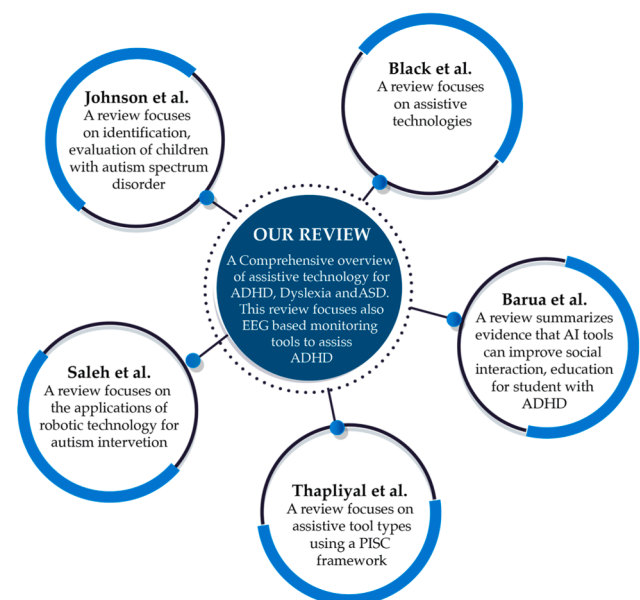 Johnson et al.
A review focuses
on identification,
evaluation of children
with autism spectrum
disorder
Black et al.
A review focuses
on assistive
technologies
OUR REVIEW
A Comprehensive overview
of assistive technology for
ADHD, Dyslexia andASD.
This review focuses also
EEG based monitoring
tools to assiss
ADHD
Barua et al.
A review summarizes
evidence that AI tools
can improve social
interaction, education
for student with
ADHD
Saleh et al.
A review focuses on
the applications of
robotic technology for
autism intervetion
Thapliyal et al.
A review focuses on
assistive tool types
using a PISC
framework